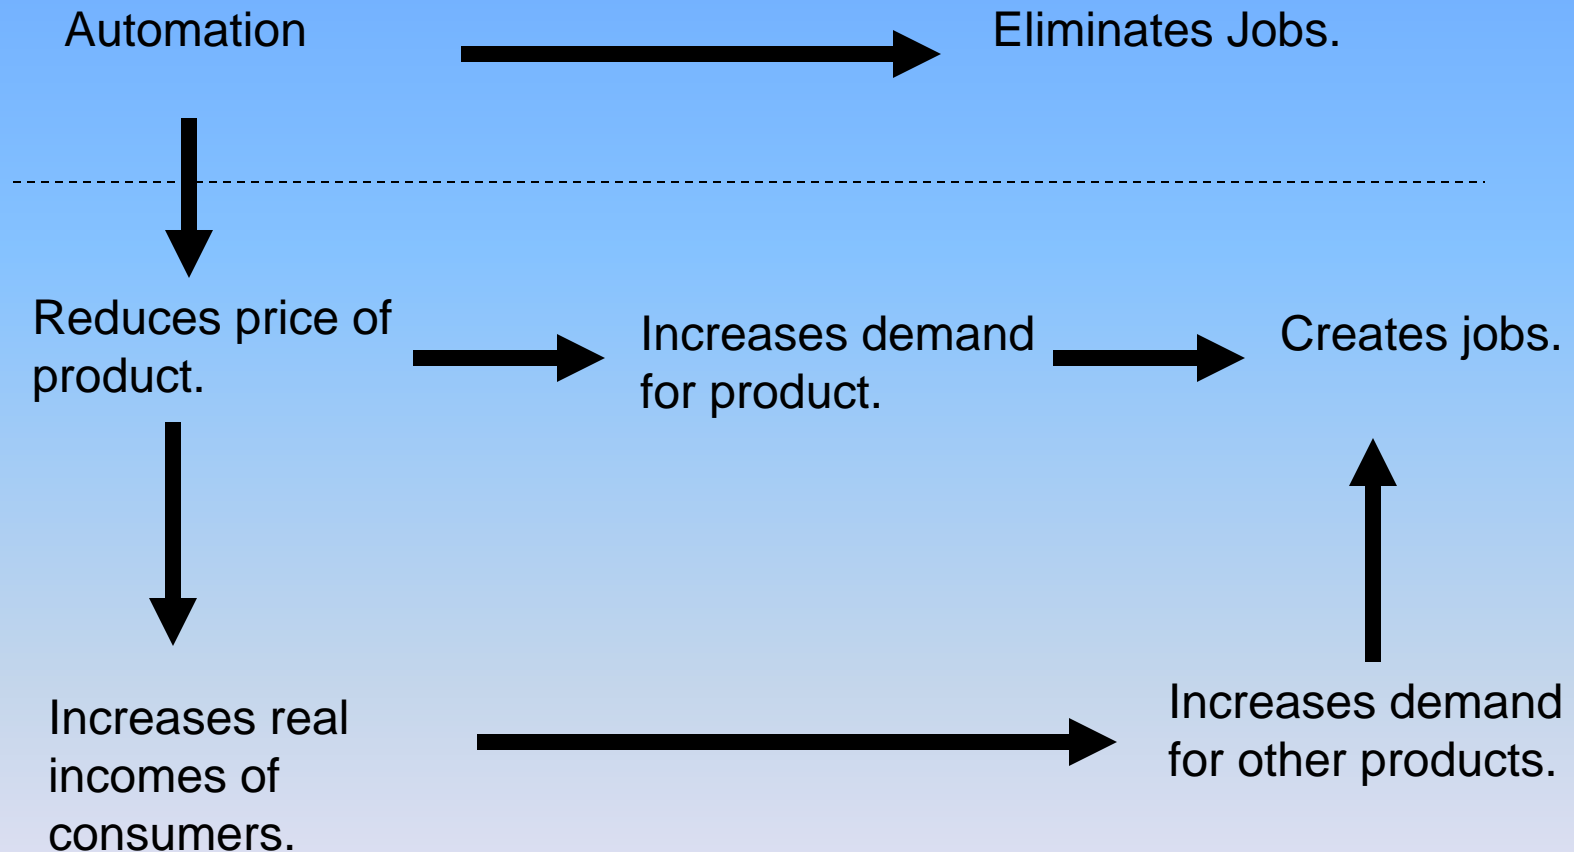 Automation
Eliminates Jobs.
Reduces price of
product.
Increases demand
for product.
Creates jobs.
Increases real
incomes of
consumers.
Increases demand
for other products.